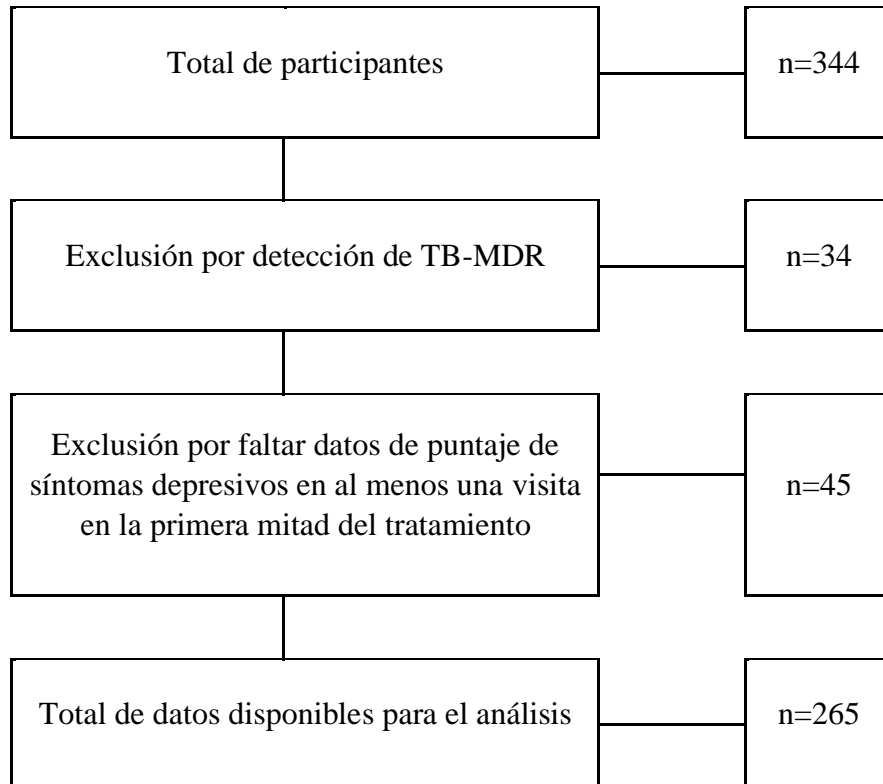 Total de participantes
n=344
Exclusión por detección de TB-MDR
n=34
Exclusión por faltar datos de puntaje de
síntomas depresivos en al menos una visita
en la primera mitad del tratamiento
n=45
Total de datos disponibles para el análisis
n=265